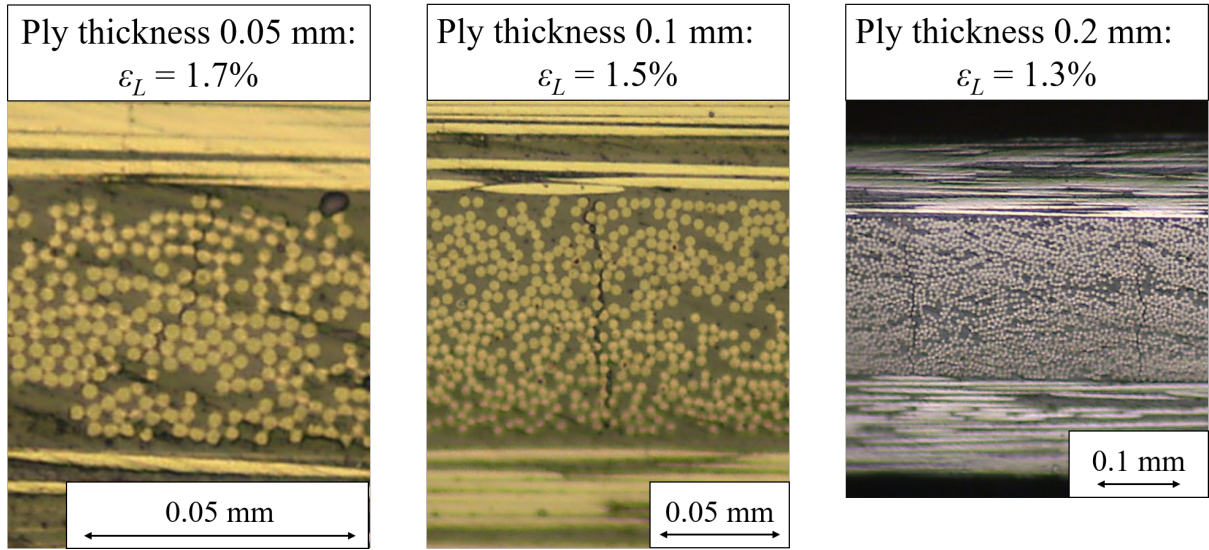 Ply thickness 0.05 mm:
εL = 1.7%
Ply thickness 0.1 mm:
εL = 1.5%
Ply thickness 0.2 mm:
εL = 1.3%
0.05 mm
0.05 mm
0.1 mm